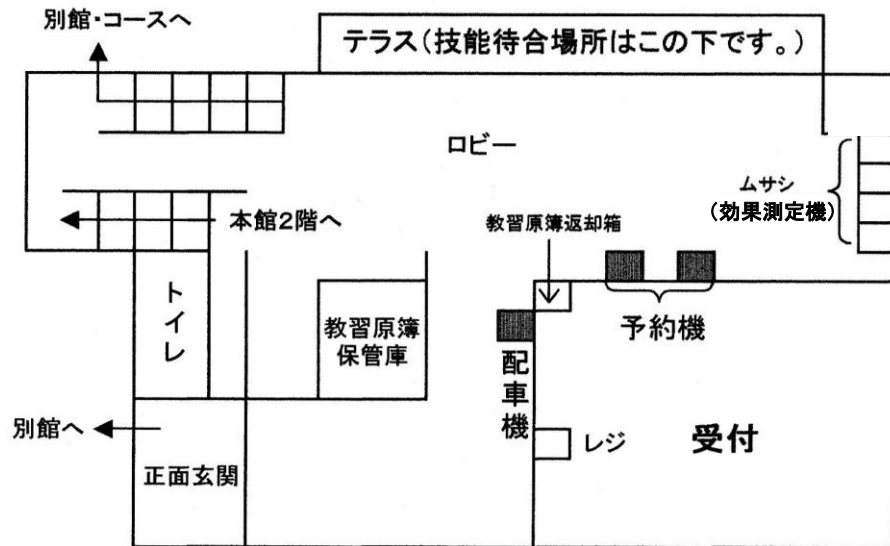 別館・コースへ
テラス(技能待合場所はこの下です。)
ロビー
ムサシ
(効果測定機)
本館2階へ
教習原簿返却箱
トイレ
教習原簿
保管庫
予約機
配車機
別館へ
レジ
受付
正面玄関